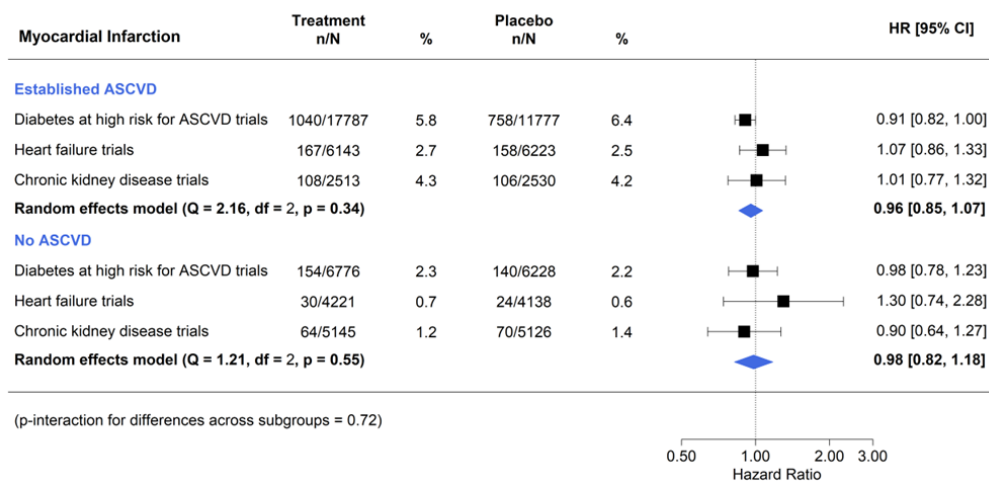 Myocardial Infarction Treatment n/N % Placebo n/N % HR [95% CI]
Established ASCVD
Diabetes at high risk for ASCVD trials 1040/17787 5.8 758/11777 6.4 0.91 [0.82, 1.00]
Heart failure trials 167/6143 2.7 158/6223 2.5 1.07 [0.86, 1.33]
Chronic kidney disease trials 108/2513 4.3 106/2530 4.2 1.01 [0.77, 1.32]
Random effects model (Q = 2.16, df = 2, p = 0.34) 0.96 [0.85, 1.07]
No ASCVD
Diabetes at high risk for ASCVD trials 154/6776 2.3 140/6228 2.2 0.98 [0.78, 1.23]
Heart failure trials 30/4221 0.7 24/4138 0.6 1.30 [0.74, 2.28]
Chronic kidney disease trials 64/5145 1.2 70/5126 1.4 0.90 [0.64, 1.27]
Random effects model (Q = 1.21, df = 2, p = 0.55) 0.98 [0.82, 1.18]
(p-interaction for differences across subgroups = 0.72)
0.50 1.00 2.00 3.00
Hazard Ratio